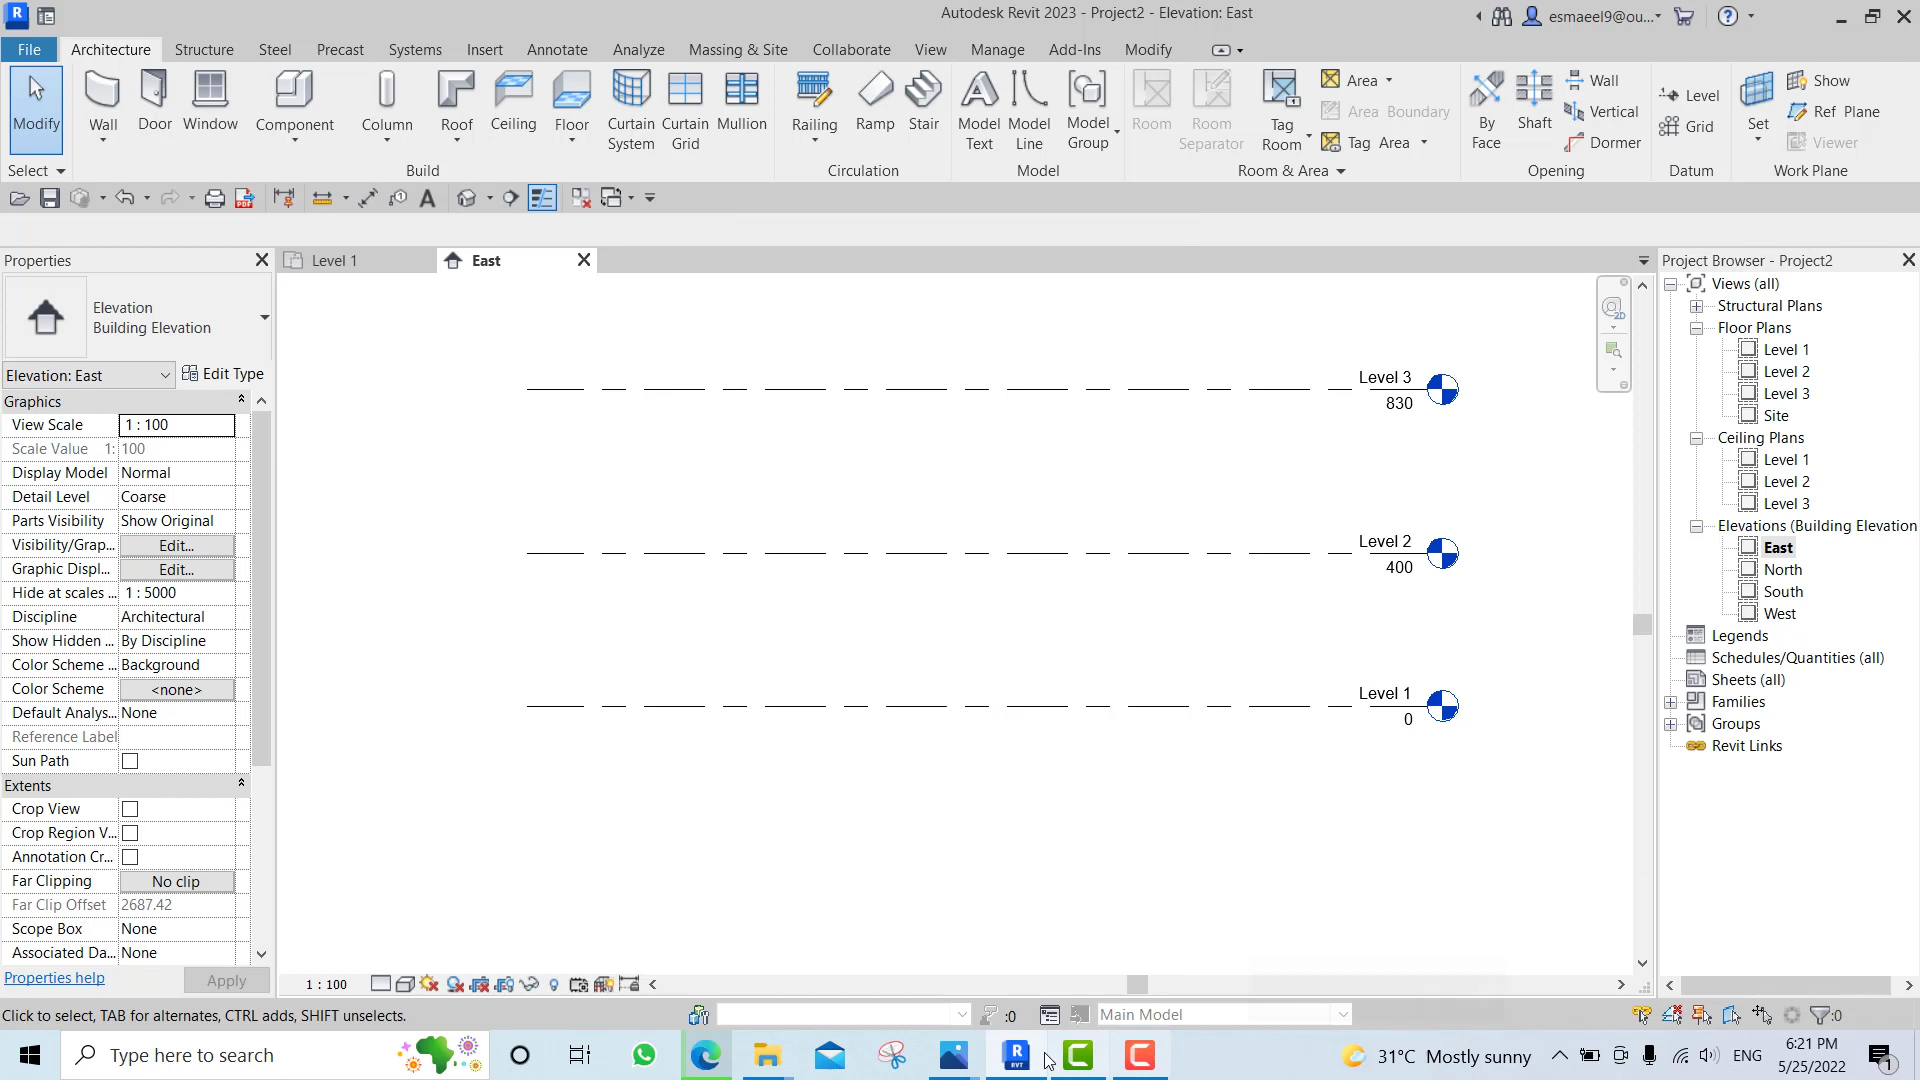 Autodesk Revit 2023 - Project2 - Elevation: East
esmaeel9@ou...
File Architecture Structure Steel Precast Systems Insert Annotate Analyze Massing & Site Collaborate View Manage Add-Ins Modify
Modify Wall Door Window Component Column Roof Ceiling Floor Curtain System Curtain Grid Mullion Railing Ramp Stair Model Text Model Line Model Group Room Room Separator Tag Room By Face Shaft Set
Area
Area Boundary
Tag Area
Wall
Vertical
Dormer
Level
Grid
Show
Ref Plane
Viewer
Select Build Circulation Model Room & Area Opening Datum Work Plane
Properties
Level 1
East
Project Browser - Project2
Elevation
Building Elevation
Elevation: East
Edit Type
Graphics
View Scale 1 : 100
Scale Value 1: 100
Display Model Normal
Detail Level Coarse
Parts Visibility Show Original
Visibility/Grap... Edit...
Graphic Displ... Edit...
Hide at scales ... 1 : 5000
Discipline Architectural
Show Hidden ... By Discipline
Color Scheme ... Background
Color Scheme <none>
Default Analys... None
Reference Label
Sun Path
Extents
Crop View
Crop Region V...
Annotation Cr...
Far Clipping No clip
Far Clip Offset 2687.42
Scope Box None
Associated Da... None
Properties help
Apply
Level 3
830
Level 2
400
Level 1
0
2D
Views (all)
Structural Plans
Floor Plans
Level 1
Level 2
Level 3
Site
Ceiling Plans
Level 1
Level 2
Level 3
Elevations (Building Elevation
East
North
South
West
Legends
Schedules/Quantities (all)
Sheets (all)
Families
Groups
Revit Links
1 : 100
Click to select, TAB for alternates, CTRL adds, SHIFT unselects.
:0
Main Model
:0
Type here to search
31°C Mostly sunny
ENG
6:21 PM
5/25/2022
1